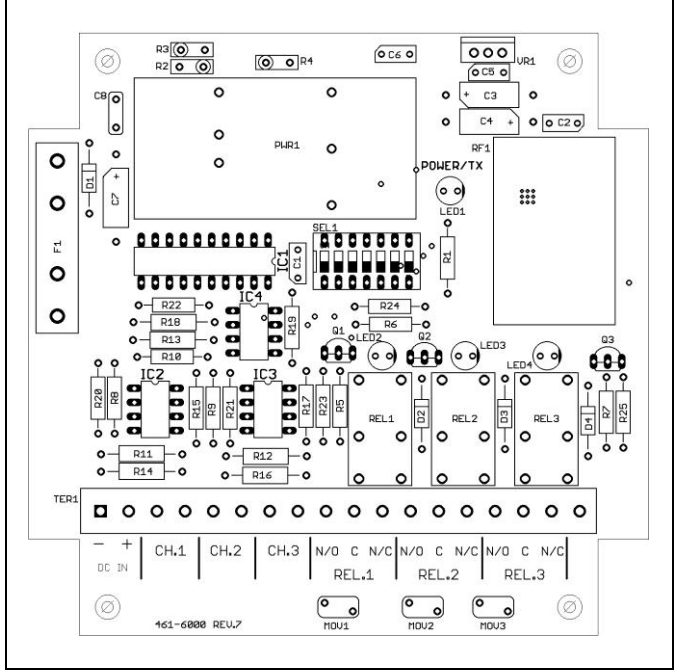 R3
R2
R4
C6
VR1
C5
C8
C3
C4
C2
PWR1
RF1
POWER/TX
D1
C7
LED1
F1
SEL1
IC1
C1
R1
R22
IC4
R24
R18
R19
R6
R13
Q1
Q2
Q3
R10
LED2
LED3
LED4
IC2
IC3
R20
R8
R15
R9
R21
R17
R23
R5
REL1
D2
REL2
D3
REL3
D4
R7
R25
R11
R12
R14
R16
TER1
− + CH.1 CH.2 CH.3 N/O C N/C N/O C N/C N/O C N/C
DC IN REL.1 REL.2 REL.3
461-6000 REV.7 MOV1 MOV2 MOV3